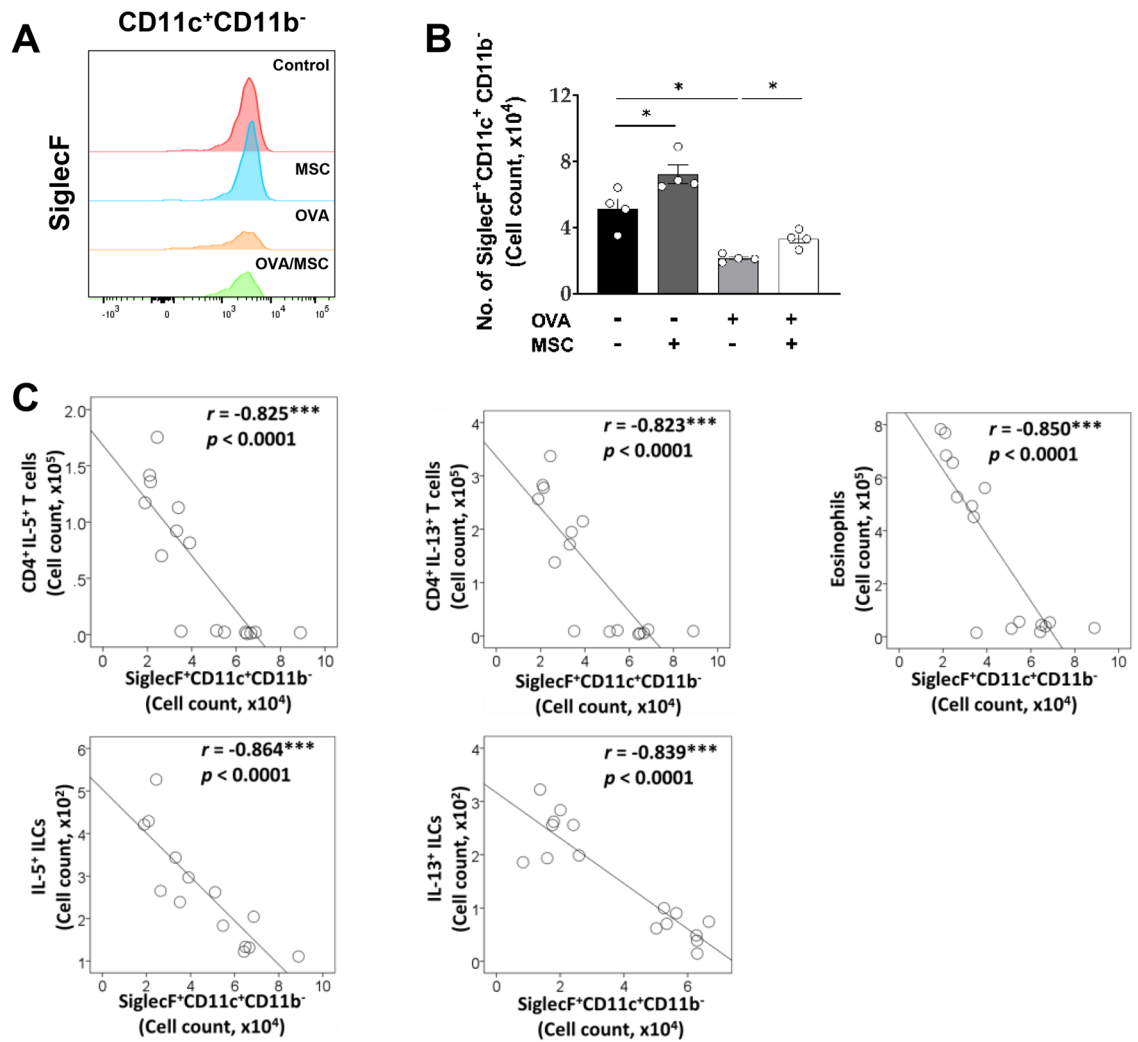 A
CD11c⁺CD11b⁻
SiglecF
Control
MSC
OVA
OVA/MSC
-10³ 0 10³ 10⁴ 10⁵
B
No. of SiglecF⁺CD11c⁺ CD11b⁻
(Cell count, x10⁴)
12
8
4
0
* * *
OVA - - + +
MSC - + - +
C
r = -0.825***
p < 0.0001
CD4⁺IL-5⁺ T cells
(Cell count, x10⁵)
2.0
1.5
1.0
.5
.0
0 2 4 6 8 10
SiglecF⁺CD11c⁺CD11b⁻
(Cell count, x10⁴)
r = -0.823***
p < 0.0001
CD4⁺ IL-13⁺ T cells
(Cell count, x10⁵)
4
3
2
1
0
0 2 4 6 8 10
SiglecF⁺CD11c⁺CD11b⁻
(Cell count, x10⁴)
r = -0.850***
p < 0.0001
Eosinophils
(Cell count, x10⁵)
8
6
4
2
0
0 2 4 6 8 10
SiglecF⁺CD11c⁺CD11b⁻
(Cell count, x10⁴)
r = -0.864***
p < 0.0001
IL-5⁺ ILCs
(Cell count, x10²)
6
5
4
3
2
1
0 2 4 6 8 10
SiglecF⁺CD11c⁺CD11b⁻
(Cell count, x10⁴)
r = -0.839***
p < 0.0001
IL-13⁺ ILCs
(Cell count, x10²)
4
3
2
1
0
0 2 4 6
SiglecF⁺CD11c⁺CD11b⁻
(Cell count, x10⁴)